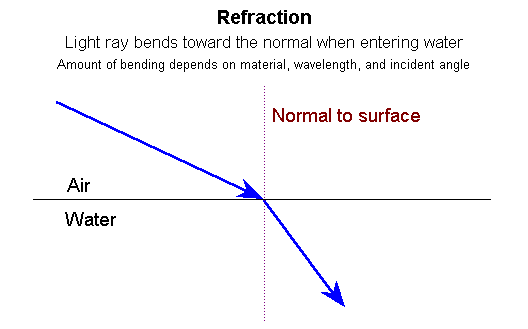 Refraction
Light ray bends toward the normal when entering water
Amount of bending depends on material, wavelength, and incident angle
Normal to surface
Air
Water